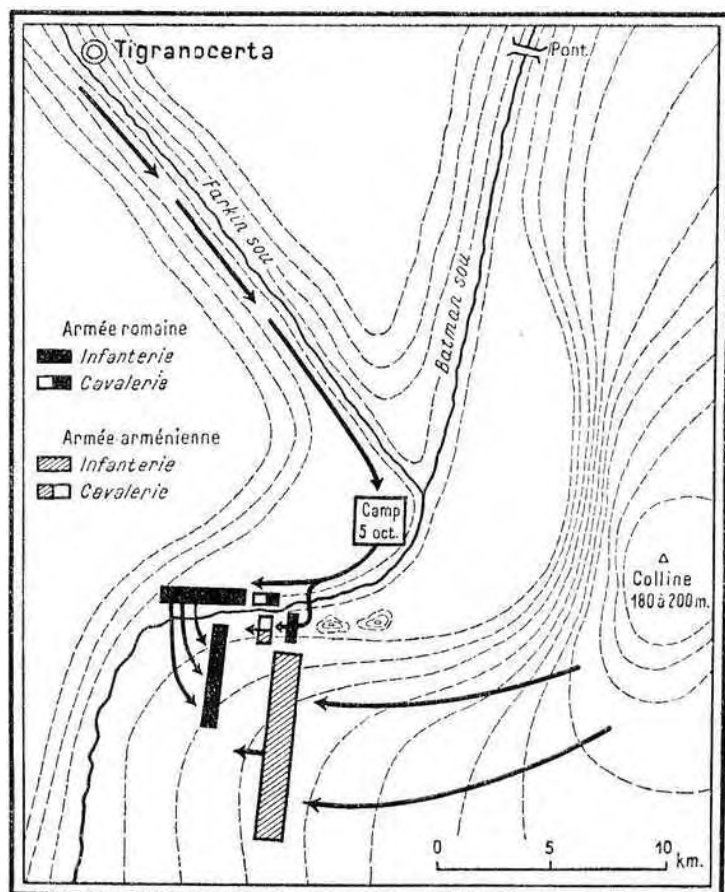 Tigranocerta
Pont.
Farkin sou
Batman sou
Armée romaine
Infanterie
Cavalerie
Armée arménienne
Infanterie
Cavalerie
Camp
5 oct.
Colline
180 à 200m.
0 5 10
km.